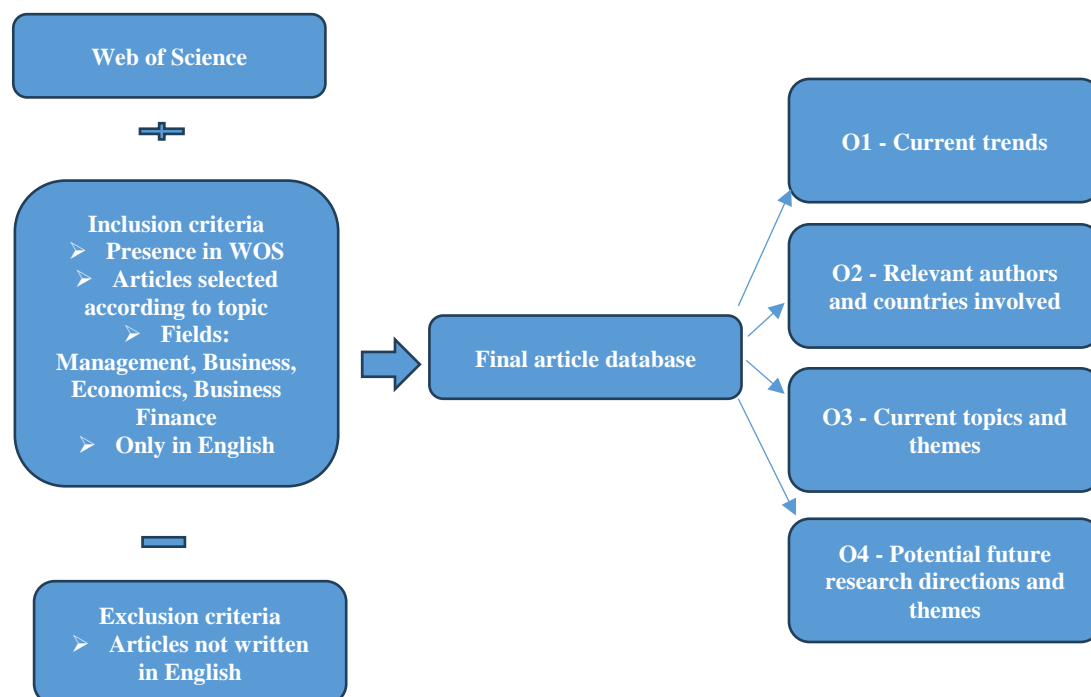 Web of Science
Inclusion criteria
➢ Presence in WOS
➢ Articles selected
according to topic
➢ Fields:
Management, Business,
Economics, Business
Finance
➢ Only in English
Exclusion criteria
➢ Articles not written
in English
Final article database
O1 - Current trends
O2 - Relevant authors
and countries involved
O3 - Current topics and
themes
O4 - Potential future
research directions and
themes